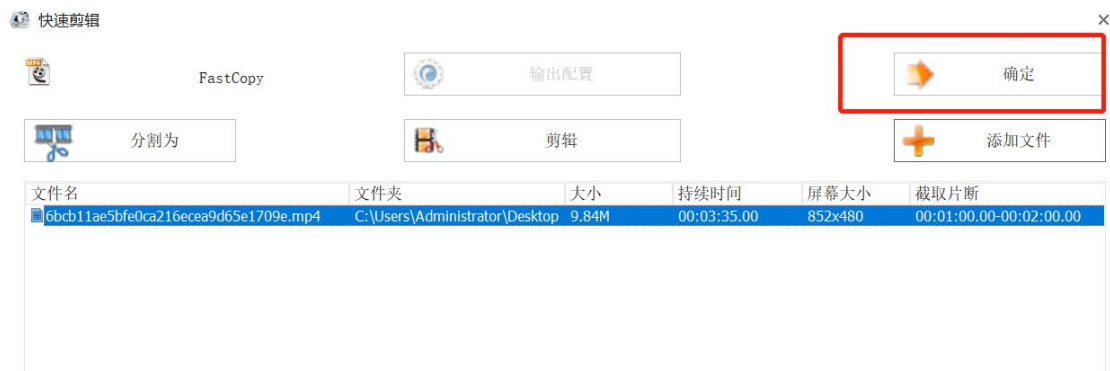 快速剪辑
MP4
FastCopy
输出配置
确定
分割为
剪辑
添加文件
文件名 文件夹 大小 持续时间 屏幕大小 截取片断
6bcb11ae5bfe0ca216ecea9d65e1709e.mp4 C:\Users\Administrator\Desktop 9.84M 00:03:35.00 852x480 00:01:00.00-00:02:00.00